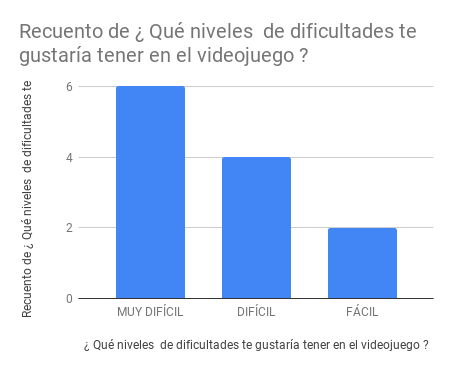 Recuento de ¿ Qué niveles  de dificultades te
gustaría tener en el videojuego ?
Recuento de ¿ Qué niveles  de dificultades te
6
4
2
0
MUY DIFÍCIL
DIFÍCIL
FÁCIL
¿ Qué niveles  de dificultades te gustaría tener en el videojuego ?